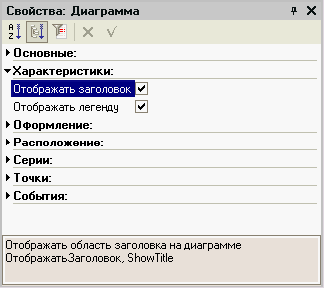 Свойства: Диаграмма
Основные:
Характеристики:
Отображать заголовок
Отображать легенду
Оформление:
Расположение:
Серии:
Точки:
События:
Отображать область заголовка на диаграмме
ОтображатьЗаголовок, ShowTitle